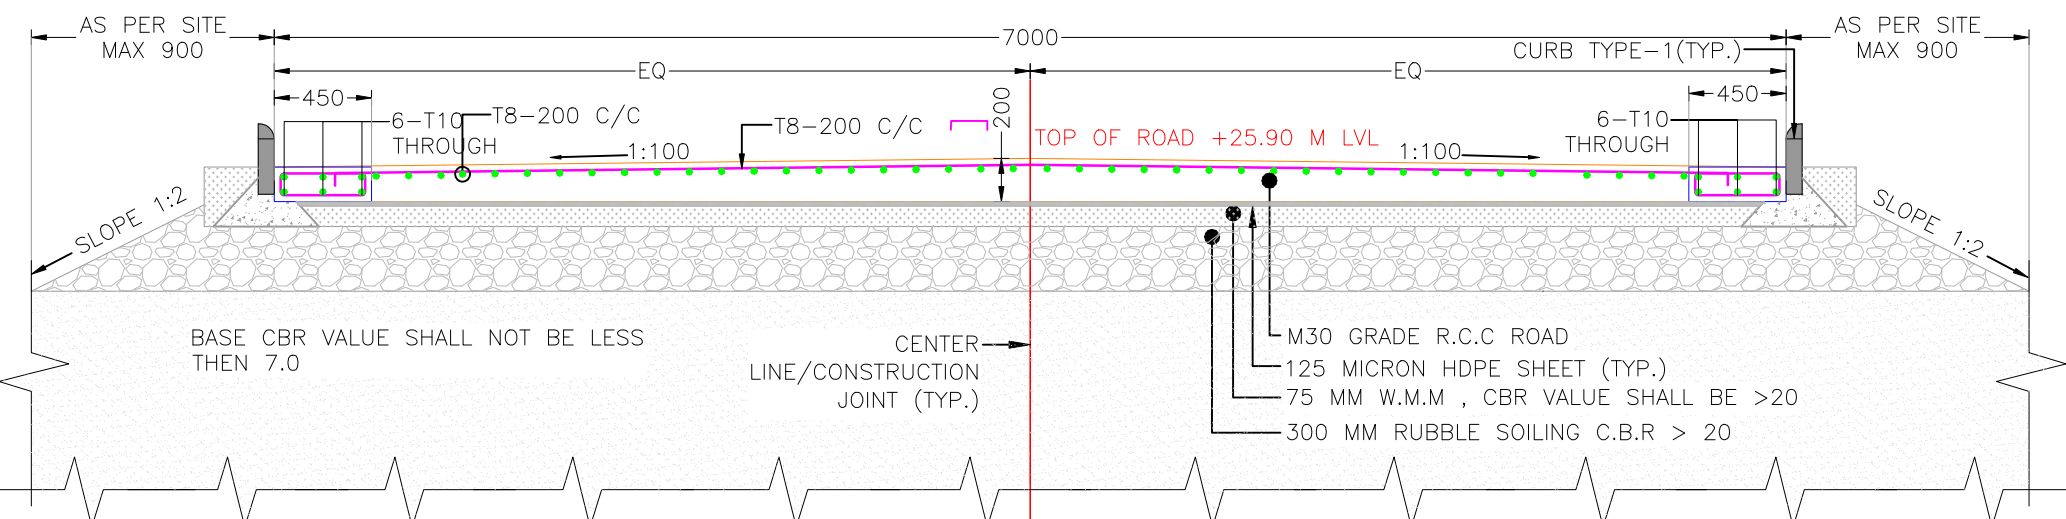 AS PER SITE
MAX 900
7000
AS PER SITE
MAX 900
CURB TYPE-1(TYP.)
EQ
EQ
450
450
200
6-T10
THROUGH
T8-200 C/C
T8-200 C/C
6-T10
THROUGH
TOP OF ROAD +25.90 M LVL
1:100
1:100
SLOPE 1:2
SLOPE 1:2
BASE CBR VALUE SHALL NOT BE LESS
THEN 7.0
CENTER
LINE/CONSTRUCTION
JOINT (TYP.)
M30 GRADE R.C.C ROAD
125 MICRON HDPE SHEET (TYP.)
75 MM W.M.M , CBR VALUE SHALL BE >20
300 MM RUBBLE SOILING C.B.R > 20